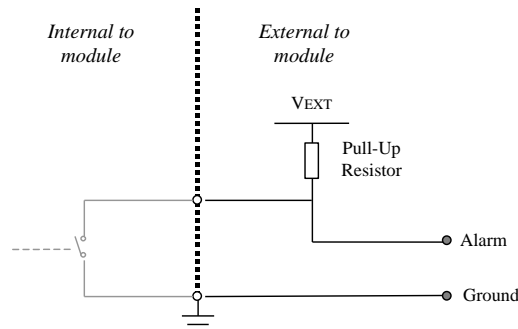 Internal to
module
External to
module
VEXT
Pull-Up
Resistor
Alarm
Ground